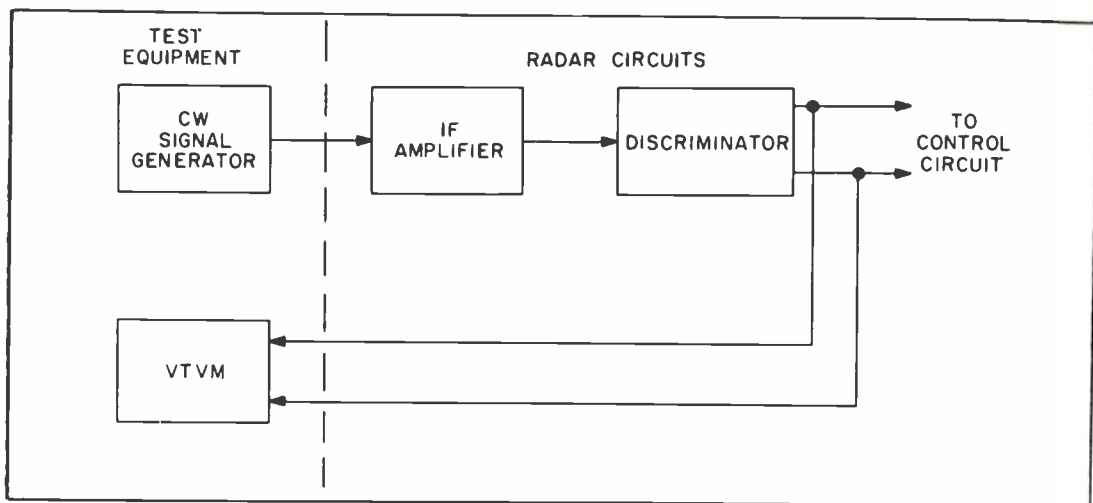 TEST
EQUIPMENT
RADAR CIRCUITS
CW
SIGNAL
GENERATOR
IF
AMPLIFIER
DISCRIMINATOR
TO
CONTROL
CIRCUIT
VTVM